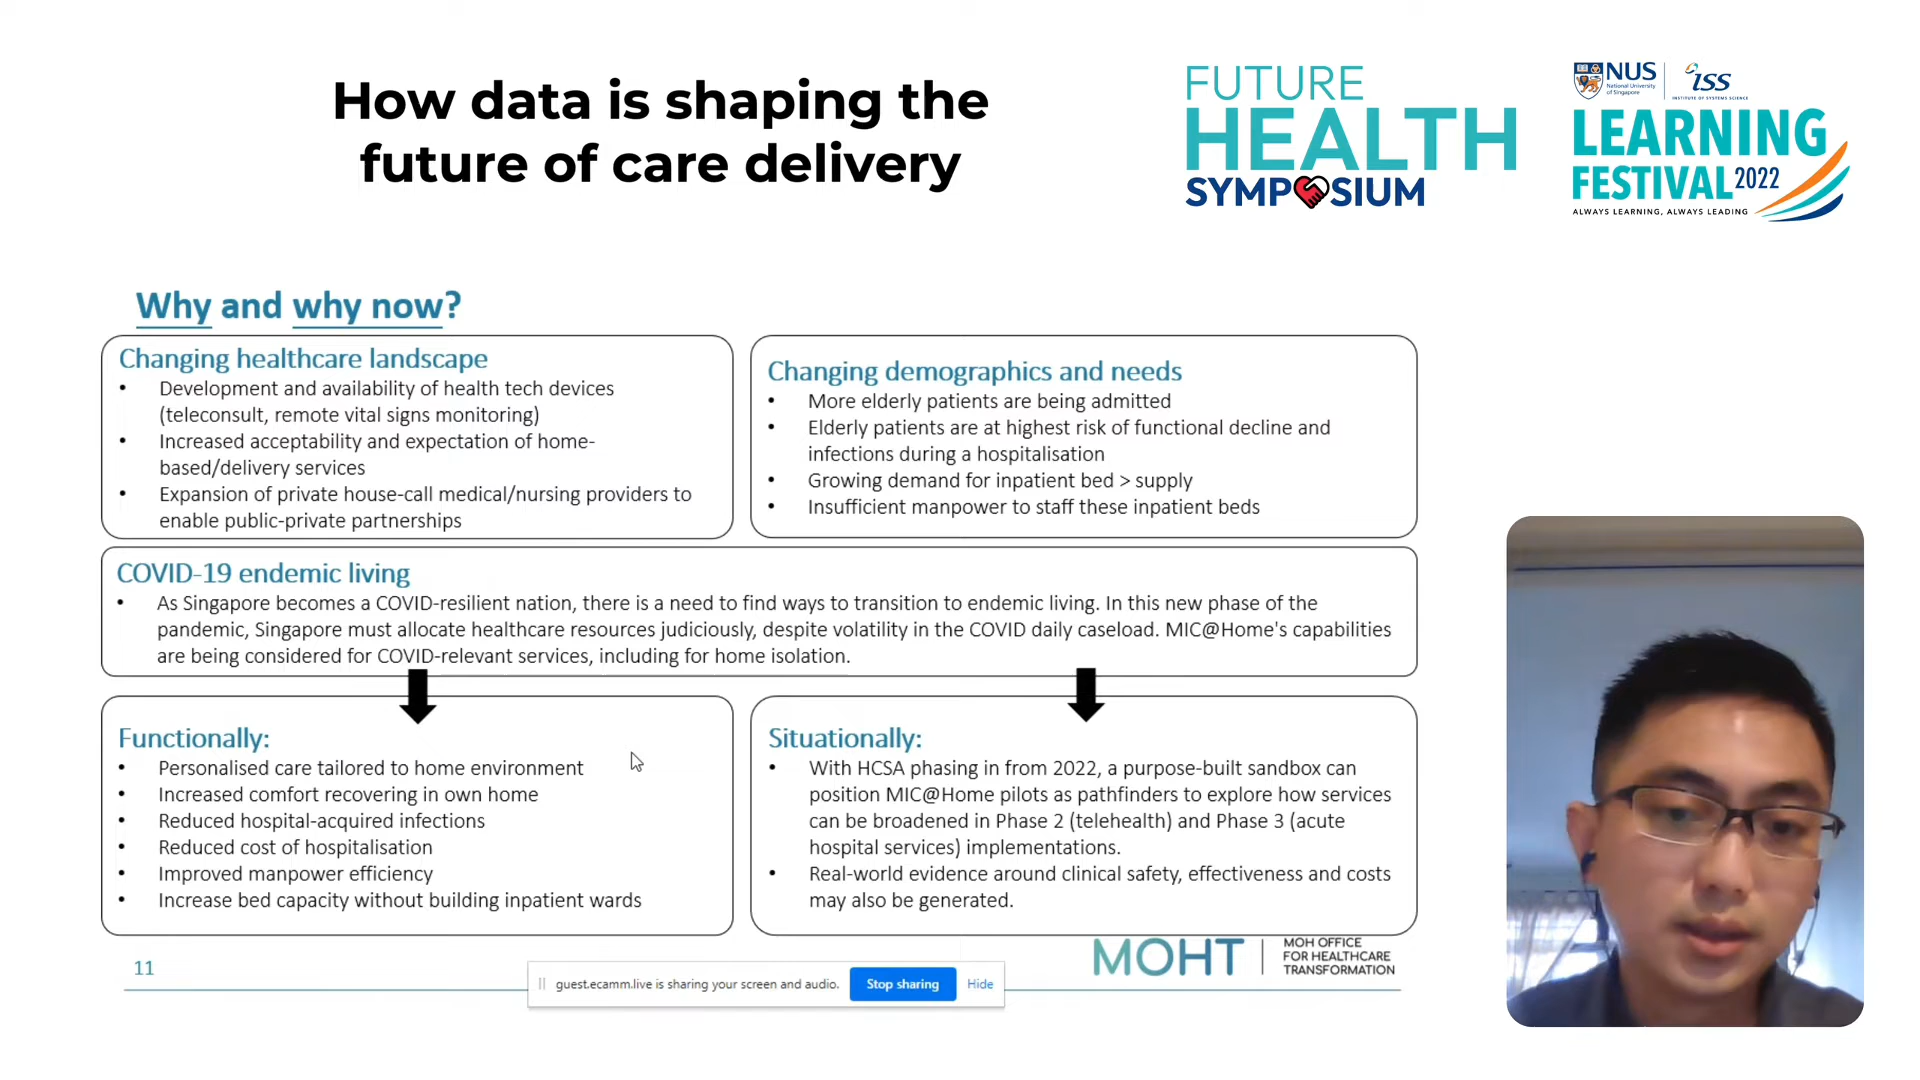 How data is shaping the
future of care delivery
FUTURE
HEALTH
SYMPOSIUM
NUS
National University
of Singapore
iss
INSTITUTE OF SYSTEMS SCIENCE
LEARNING
FESTIVAL 2022
ALWAYS LEARNING, ALWAYS LEADING
Why and why now?
Changing healthcare landscape
• Development and availability of health tech devices
(teleconsult, remote vital signs monitoring)
• Increased acceptability and expectation of home-
based/delivery services
• Expansion of private house-call medical/nursing providers to
enable public-private partnerships
Changing demographics and needs
• More elderly patients are being admitted
• Elderly patients are at highest risk of functional decline and
infections during a hospitalisation
• Growing demand for inpatient bed > supply
• Insufficient manpower to staff these inpatient beds
COVID-19 endemic living
• As Singapore becomes a COVID-resilient nation, there is a need to find ways to transition to endemic living. In this new phase of the
pandemic, Singapore must allocate healthcare resources judiciously, despite volatility in the COVID daily caseload. MIC@Home's capabilities
are being considered for COVID-relevant services, including for home isolation.
Functionally:
• Personalised care tailored to home environment
• Increased comfort recovering in own home
• Reduced hospital-acquired infections
• Reduced cost of hospitalisation
• Improved manpower efficiency
• Increase bed capacity without building inpatient wards
Situationally:
• With HCSA phasing in from 2022, a purpose-built sandbox can
position MIC@Home pilots as pathfinders to explore how services
can be broadened in Phase 2 (telehealth) and Phase 3 (acute
hospital services) implementations.
• Real-world evidence around clinical safety, effectiveness and costs
may also be generated.
11
MOHT
MOH OFFICE
FOR HEALTHCARE
TRANSFORMATION
guest.ecamm.live is sharing your screen and audio.
Stop sharing
Hide